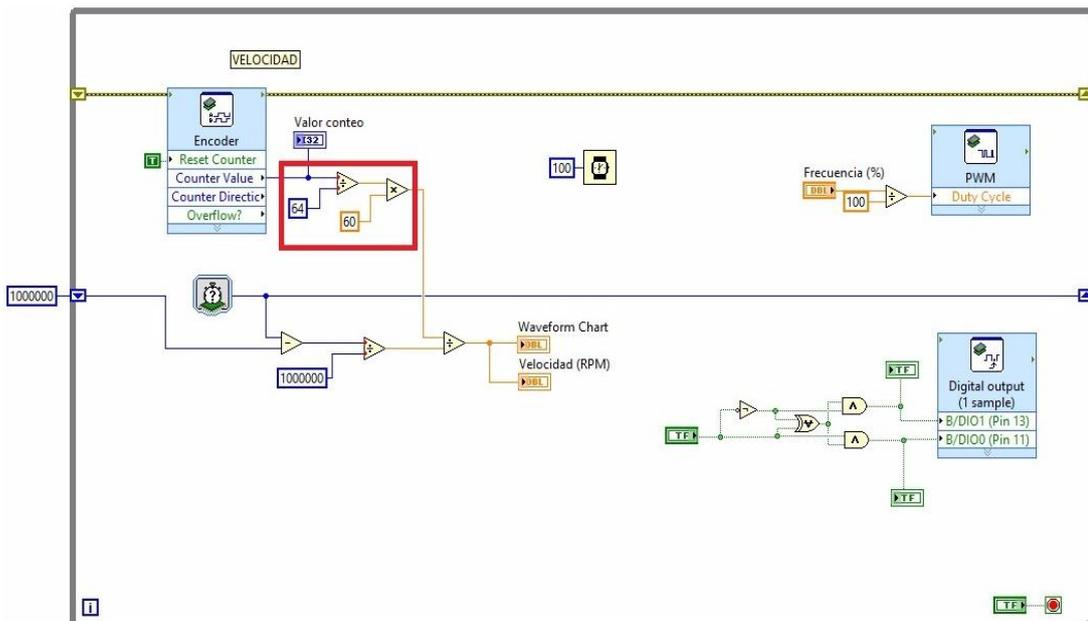 VELOCIDAD
Encoder
Reset Counter
Counter Value
Counter Directic
Overflow?
T
Valor conteo
I32
64
60
100
Frecuencia (%)
DBL
100
PWM
Duty Cycle
1000000
1000000
Waveform Chart
DBL
Velocidad (RPM)
DBL
TF
TF
TF
Digital output
(1 sample)
B/DIO1 (Pin 13)
B/DIO0 (Pin 11)
i
TF